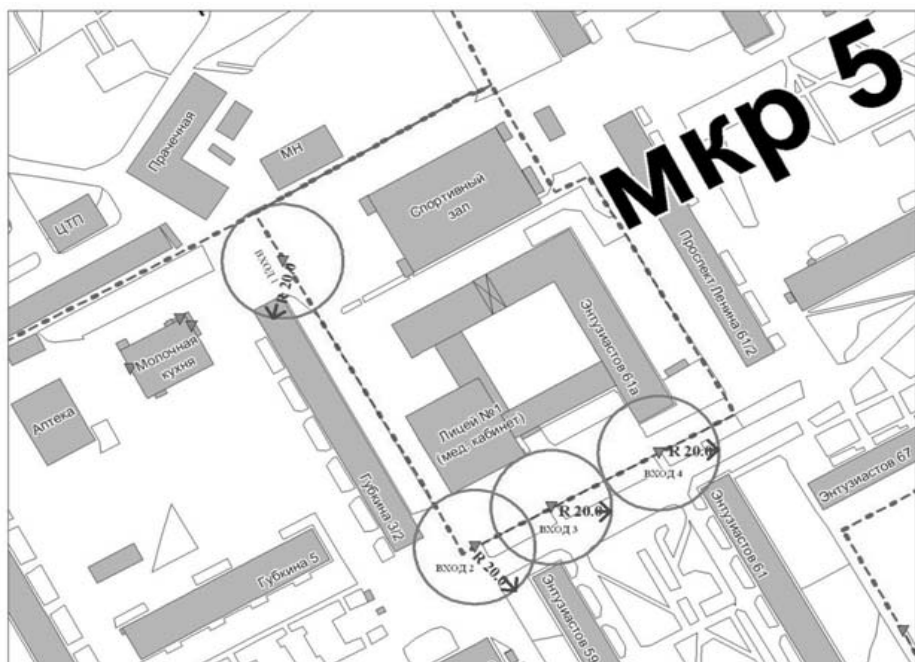 Мкр 5
Прачечная
МН
ЦТП
Спортивный
зал
ВХОД 1
R 20.0
Проспект Ленина 61/2
Энтузиастов 61а
Молочная
кухня
Аптека
Лицей №1
(мед. кабинет)
Губкина 3/2
R 20.0
ВХОД 4
Энтузиастов 67
R 20.0
ВХОД 3
ВХОД 2
R 20.0
Губкина 5
Энтузиастов 61
Энтузиастов 59